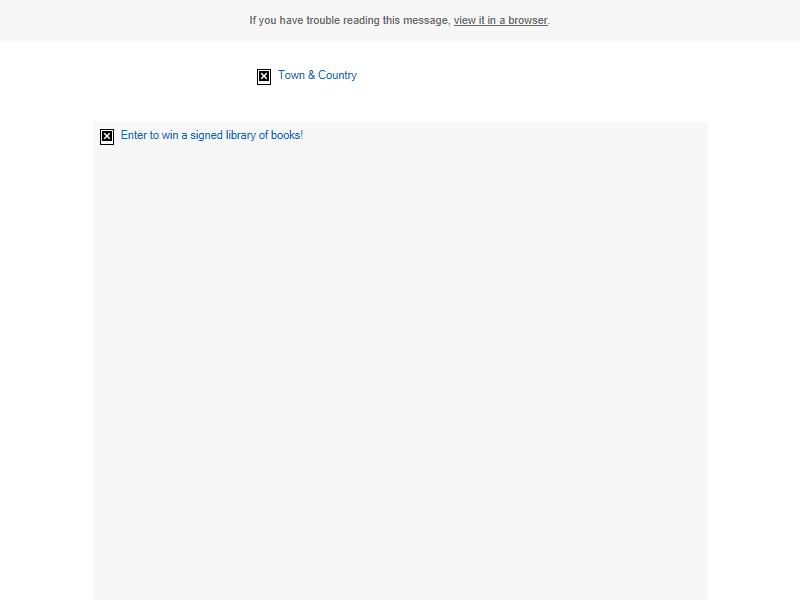 If you have trouble reading this message, view it in a browser.
Town & Country
Enter to win a signed library of books!